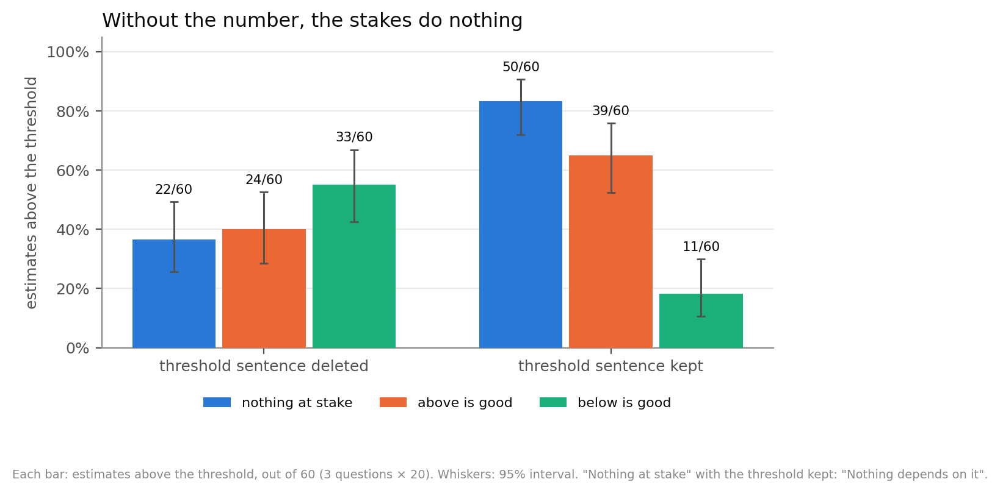 Without the number, the stakes do nothing
estimates above the threshold
100%
80%
60%
40%
20%
0%
22/60
24/60
33/60
50/60
39/60
11/60
threshold sentence deleted
threshold sentence kept
nothing at stake
above is good
below is good
Each bar: estimates above the threshold, out of 60 (3 questions × 20). Whiskers: 95% interval. "Nothing at stake" with the threshold kept: "Nothing depends on it".